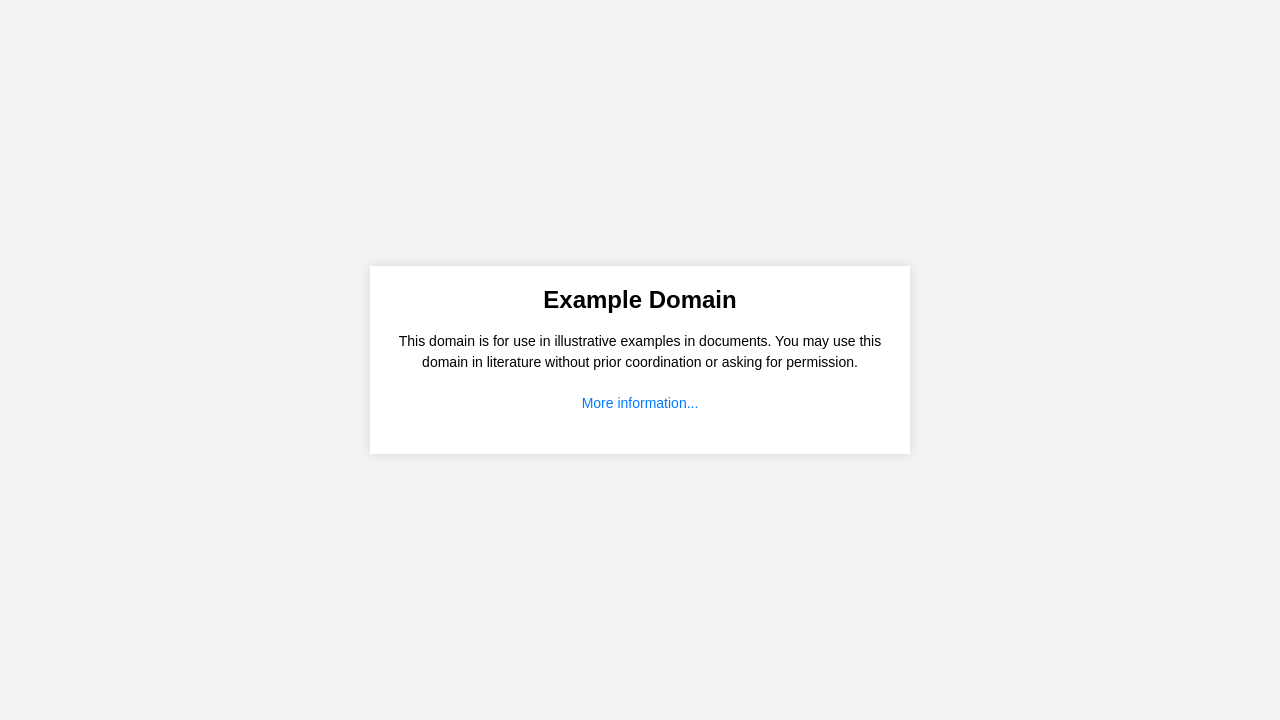 Example Domain
This domain is for use in illustrative examples in documents. You may use this
domain in literature without prior coordination or asking for permission.
More information...